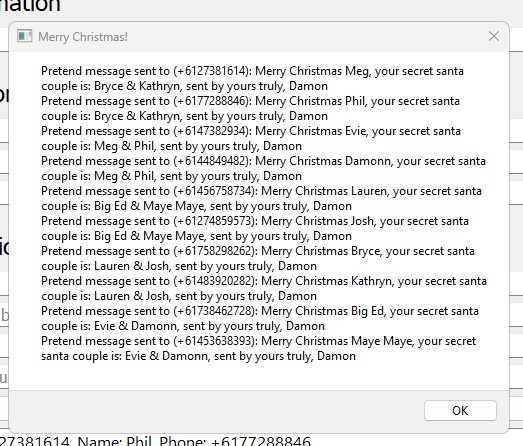 mation
Merry Christmas!
Pretend message sent to (+6127381614): Merry Christmas Meg, your secret santa
couple is: Bryce & Kathryn, sent by yours truly, Damon
Pretend message sent to (+6177288846): Merry Christmas Phil, your secret santa
couple is: Bryce & Kathryn, sent by yours truly, Damon
Pretend message sent to (+6147382934): Merry Christmas Evie, your secret santa
couple is: Meg & Phil, sent by yours truly, Damon
Pretend message sent to (+6144849482): Merry Christmas Damonn, your secret santa
couple is: Meg & Phil, sent by yours truly, Damon
Pretend message sent to (+61456758734): Merry Christmas Lauren, your secret
santa couple is: Big Ed & Maye Maye, sent by yours truly, Damon
Pretend message sent to (+61274859573): Merry Christmas Josh, your secret santa
couple is: Big Ed & Maye Maye, sent by yours truly, Damon
Pretend message sent to (+61758298262): Merry Christmas Bryce, your secret santa
couple is: Lauren & Josh, sent by yours truly, Damon
Pretend message sent to (+61483920282): Merry Christmas Kathryn, your secret
santa couple is: Lauren & Josh, sent by yours truly, Damon
Pretend message sent to (+61738462728): Merry Christmas Big Ed, your secret santa
couple is: Evie & Damonn, sent by yours truly, Damon
Pretend message sent to (+61453638393): Merry Christmas Maye Maye, your secret
santa couple is: Evie & Damonn, sent by yours truly, Damon
OK
27381614, Name: Phil, Phone: +6177288846